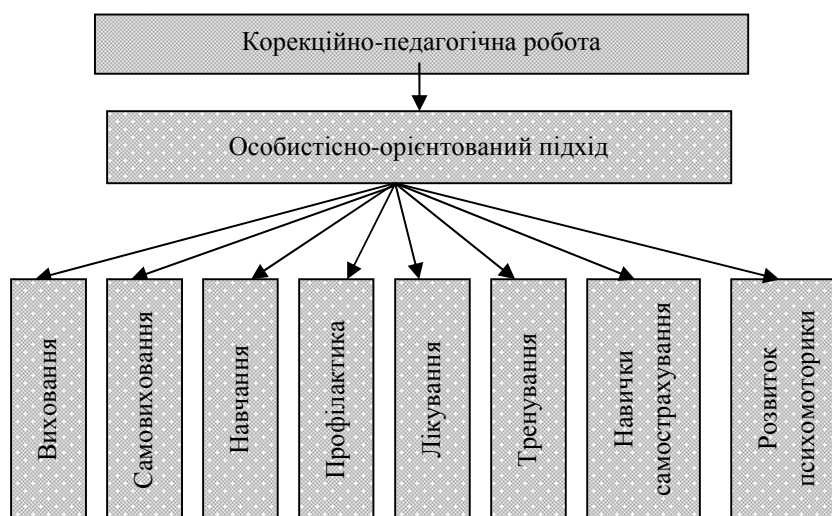 Корекційно-педагогічна робота
Особистісно-орієнтований підхід
Виховання
Самовиховання
Навчання
Профілактика
Лікування
Тренування
Навички
самострахування
Розвиток
психомоторики